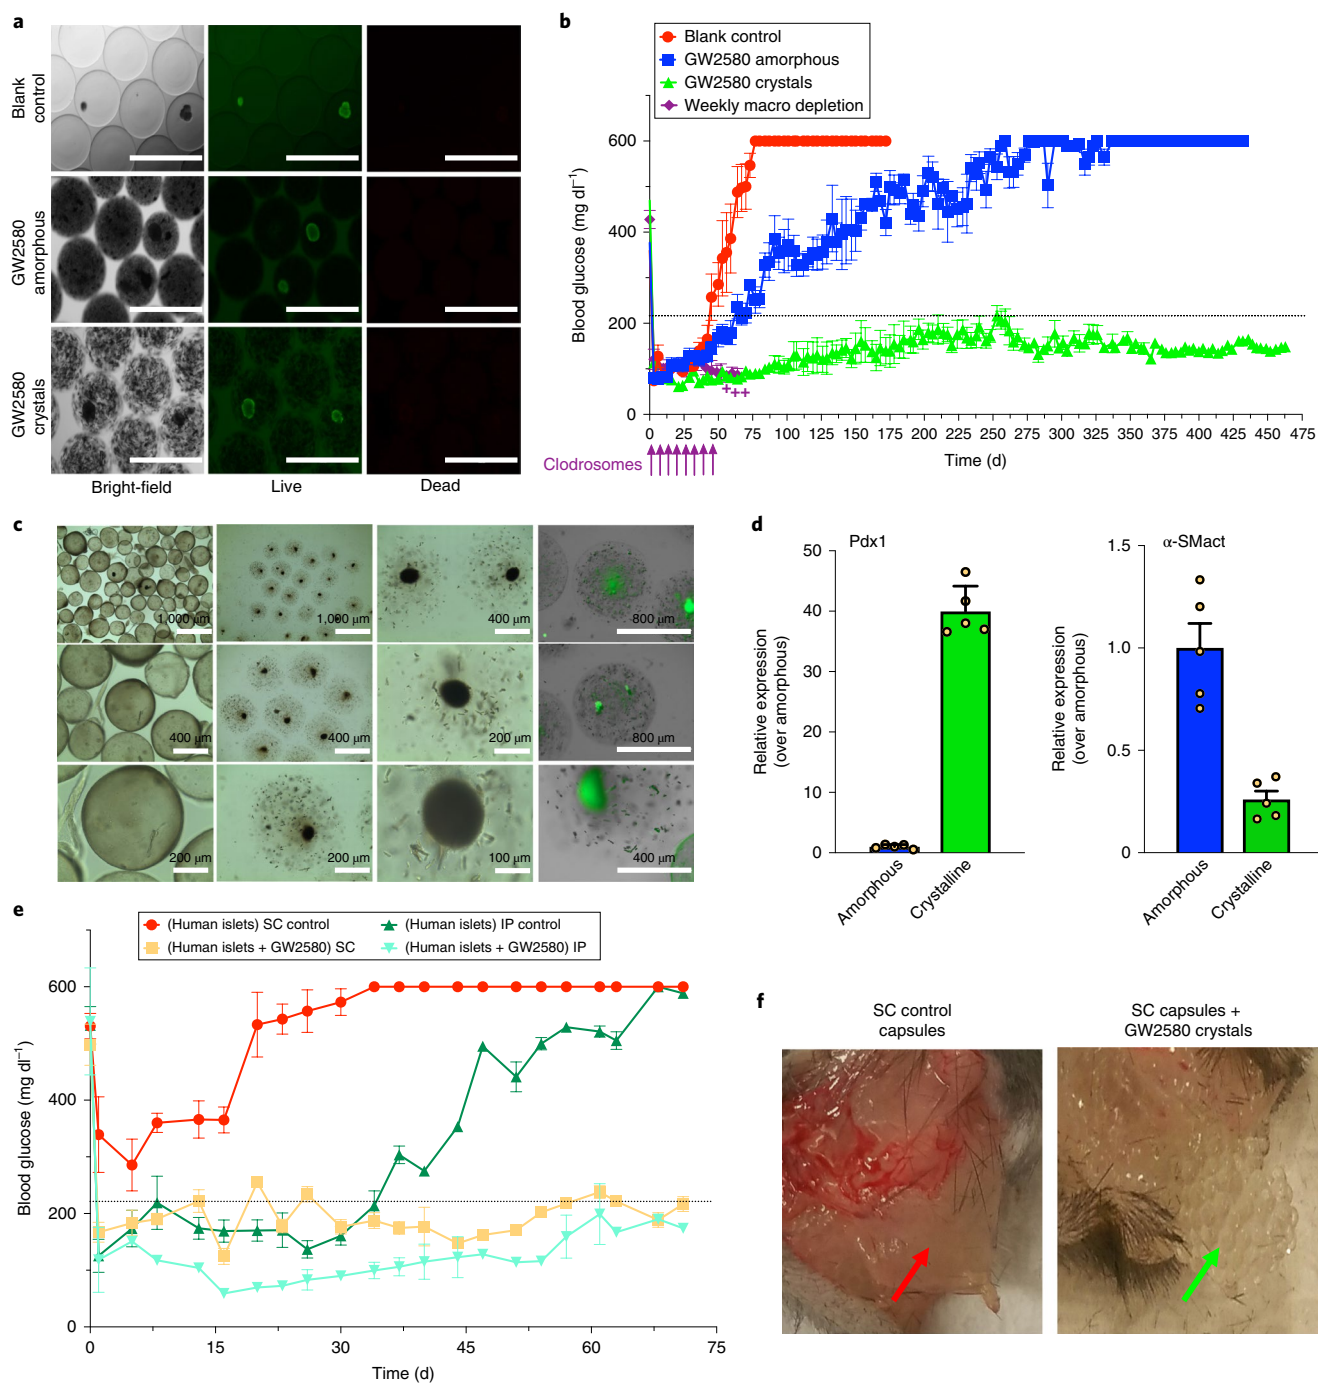 a
Blank
control
GW2580
amorphous
GW2580
crystals
Bright-field
Live
Dead
b
Blank control
GW2580 amorphous
GW2580 crystals
Weekly macro depletion
Blood glucose (mg dl⁻¹)
600
400
200
0
0 25 50 75 100 125 150 175 200 225 250 275 300 325 350 375 400 425 450 475
Clodrosomes
Time (d)
c
1,000 μm
1,000 μm
400 μm
800 μm
400 μm
400 μm
200 μm
800 μm
200 μm
200 μm
100 μm
400 μm
d
Pdx1
Relative expression
(over amorphous)
50
40
30
20
10
0
Amorphous
Crystalline
α-SMact
Relative expression
(over amorphous)
1.5
1.0
0.5
0
Amorphous
Crystalline
e
(Human islets) SC control
(Human islets) IP control
(Human islets + GW2580) SC
(Human islets + GW2580) IP
Blood glucose (mg dl⁻¹)
600
400
200
0
0 15 30 45 60 75
Time (d)
f
SC control
capsules
SC capsules +
GW2580 crystals